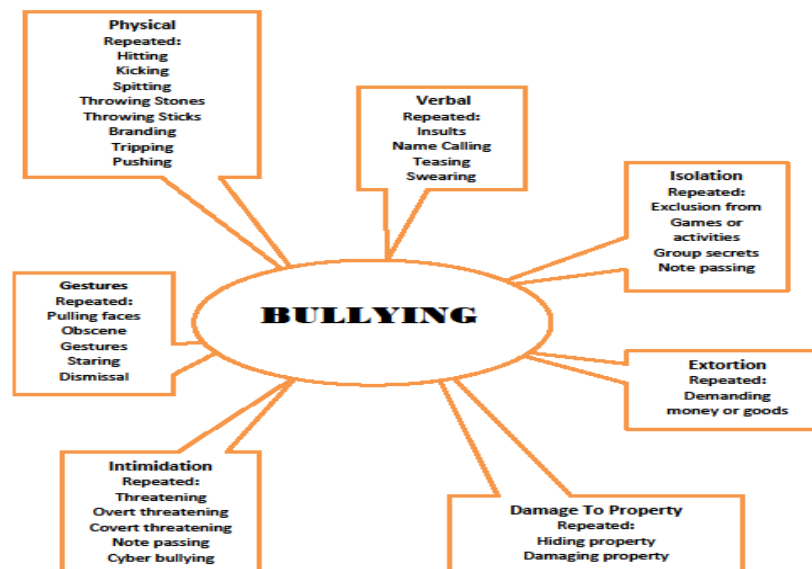 Physical
Repeated:
Hitting
Kicking
Spitting
Throwing Stones
Throwing Sticks
Branding
Tripping
Pushing
Verbal
Repeated:
Insults
Name Calling
Teasing
Swearing
Isolation
Repeated:
Exclusion from
Games or
activities
Group secrets
Note passing
Gestures
Repeated:
Pulling faces
Obscene
Gestures
Staring
Dismissal
BULLYING
Extortion
Repeated:
Demanding
money or goods
Intimidation
Repeated:
Threatening
Overt threatening
Covert threatening
Note passing
Cyber bullying
Damage To Property
Repeated:
Hiding property
Damaging property